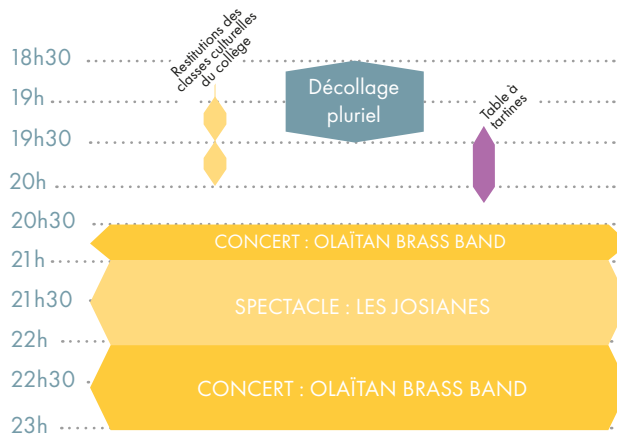 Restitutions des
classes culturelles
du collège
18h30
Décollage
pluriel
19h
Table à
tartines
19h30
20h
20h30
CONCERT : OLAÏTAN BRASS BAND
21h
21h30
SPECTACLE : LES JOSIANES
22h
22h30
CONCERT : OLAÏTAN BRASS BAND
23h